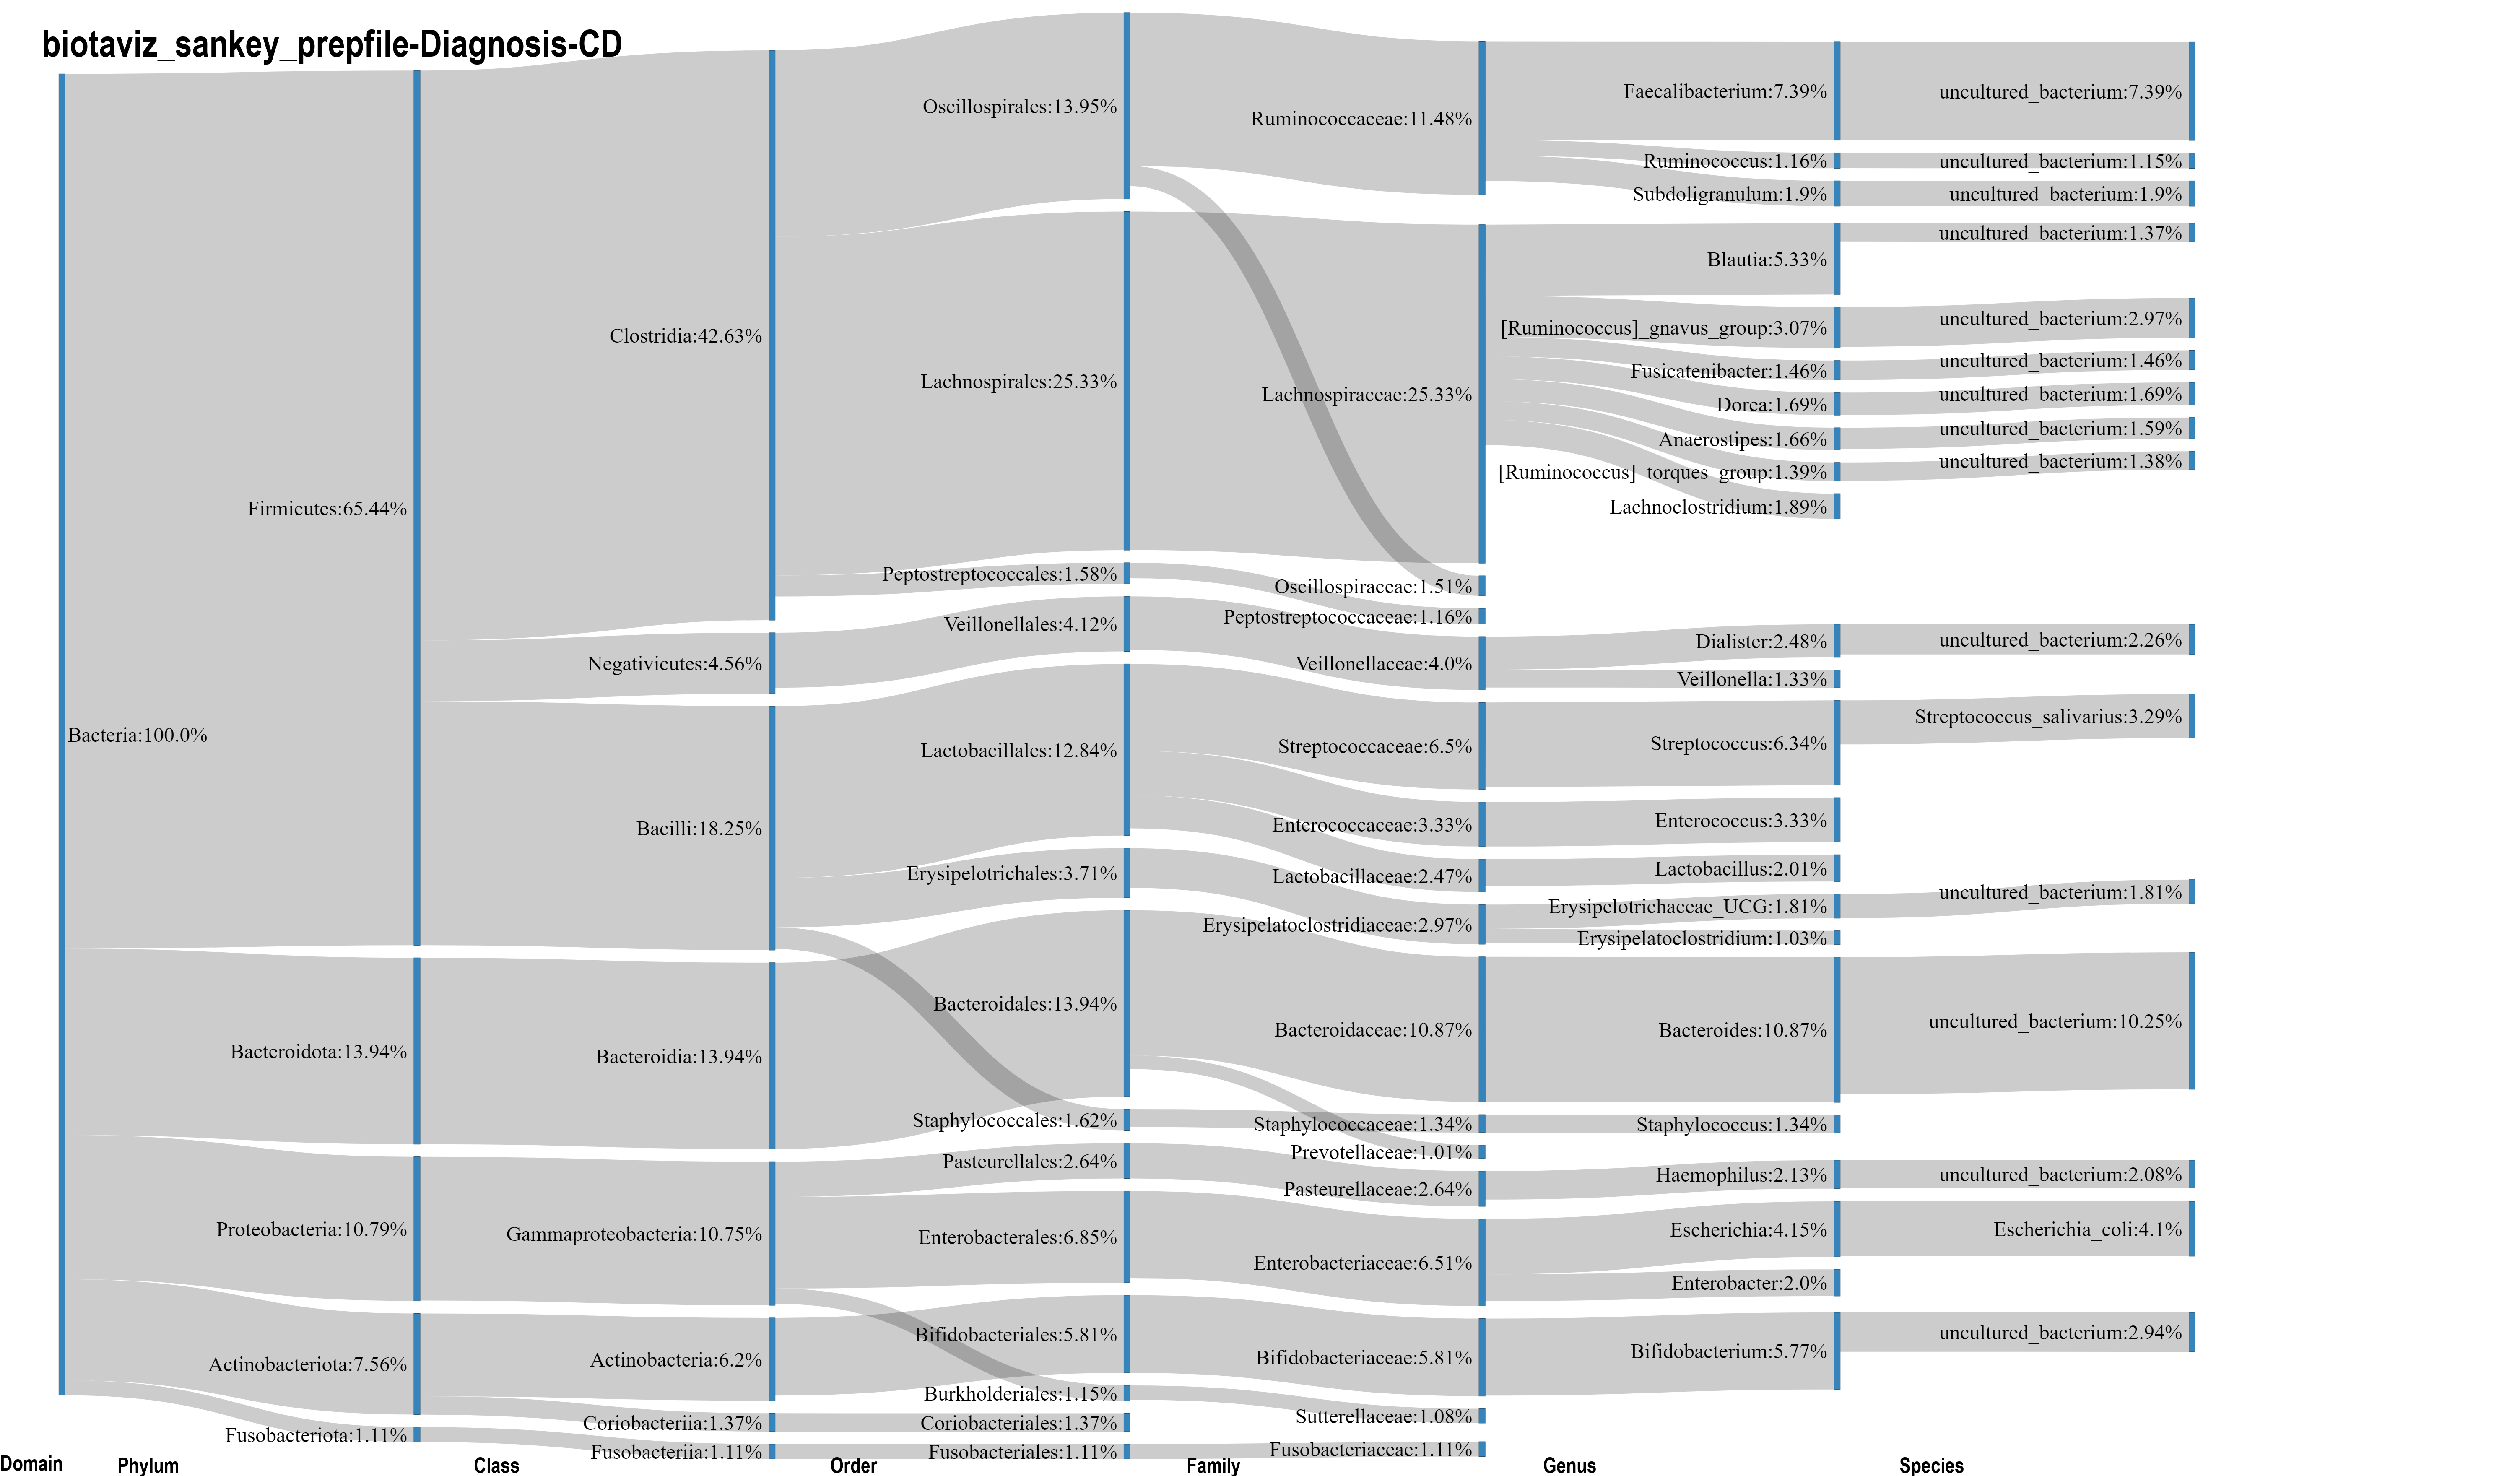 biotaviz_sankey_prepfile-Diagnosis-CD
Bacteria:100.0%
Firmicutes:65.44%
Bacteroidota:13.94%
Proteobacteria:10.79%
Actinobacteriota:7.56%
Fusobacteriota:1.11%
Clostridia:42.63%
Negativicutes:4.56%
Bacilli:18.25%
Bacteroidia:13.94%
Gammaproteobacteria:10.75%
Actinobacteria:6.2%
Coriobacteriia:1.37%
Fusobacteriia:1.11%
Oscillospirales:13.95%
Lachnospirales:25.33%
Peptostreptococcales:1.58%
Veillonellales:4.12%
Lactobacillales:12.84%
Erysipelotrichales:3.71%
Bacteroidales:13.94%
Staphylococcales:1.62%
Pasteurellales:2.64%
Enterobacterales:6.85%
Bifidobacteriales:5.81%
Burkholderiales:1.15%
Coriobacteriales:1.37%
Fusobacteriales:1.11%
Ruminococcaceae:11.48%
Lachnospiraceae:25.33%
Oscillospiraceae:1.51%
Peptostreptococcaceae:1.16%
Veillonellaceae:4.0%
Streptococcaceae:6.5%
Enterococcaceae:3.33%
Lactobacillaceae:2.47%
Erysipelatoclostridiaceae:2.97%
Bacteroidaceae:10.87%
Staphylococcaceae:1.34%
Prevotellaceae:1.01%
Pasteurellaceae:2.64%
Enterobacteriaceae:6.51%
Bifidobacteriaceae:5.81%
Sutterellaceae:1.08%
Fusobacteriaceae:1.11%
Faecalibacterium:7.39%
Ruminococcus:1.16%
Subdoligranulum:1.9%
Blautia:5.33%
[Ruminococcus]_gnavus_group:3.07%
Fusicatenibacter:1.46%
Dorea:1.69%
Anaerostipes:1.66%
[Ruminococcus]_torques_group:1.39%
Lachnoclostridium:1.89%
Dialister:2.48%
Veillonella:1.33%
Streptococcus:6.34%
Enterococcus:3.33%
Lactobacillus:2.01%
Erysipelotrichaceae_UCG:1.81%
Erysipelatoclostridium:1.03%
Bacteroides:10.87%
Staphylococcus:1.34%
Haemophilus:2.13%
Escherichia:4.15%
Enterobacter:2.0%
Bifidobacterium:5.77%
uncultured_bacterium:7.39%
uncultured_bacterium:1.15%
uncultured_bacterium:1.9%
uncultured_bacterium:1.37%
uncultured_bacterium:2.97%
uncultured_bacterium:1.46%
uncultured_bacterium:1.69%
uncultured_bacterium:1.59%
uncultured_bacterium:1.38%
uncultured_bacterium:2.26%
Streptococcus_salivarius:3.29%
uncultured_bacterium:1.81%
uncultured_bacterium:10.25%
uncultured_bacterium:2.08%
Escherichia_coli:4.1%
uncultured_bacterium:2.94%
Domain
Phylum
Class
Order
Family
Genus
Species